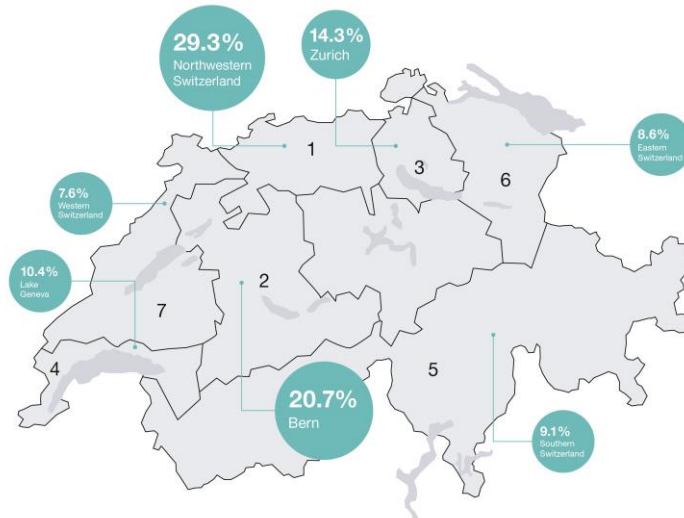 29.3%
Northwestern
Switzerland
14.3%
Zurich
8.6%
Eastern
Switzerland
1
3
6
7.6%
Western
Switzerland
10.4%
Lake
Geneva
2
7
4
5
20.7%
Bern
9.1%
Southern
Switzerland